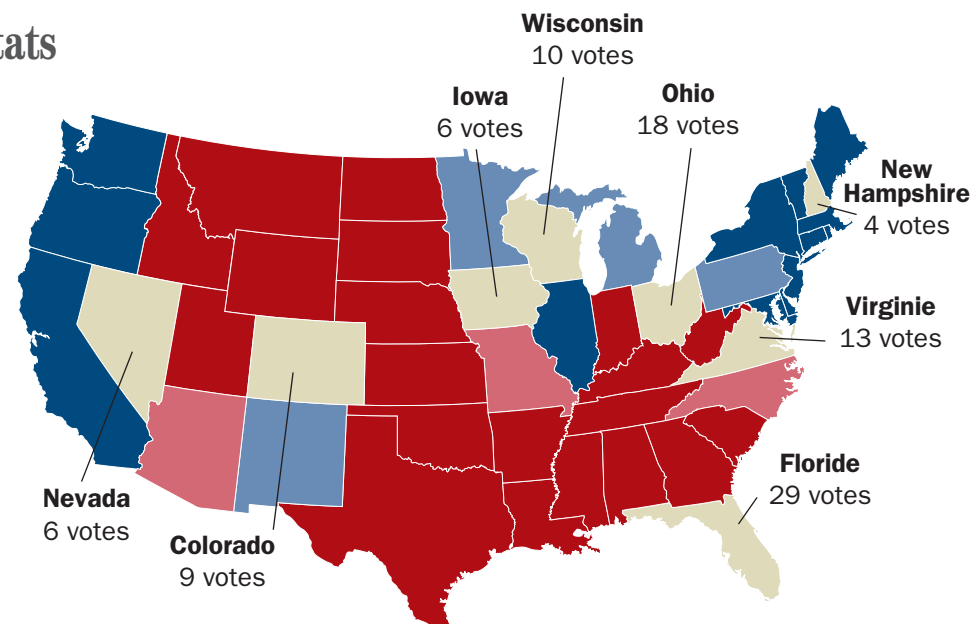 Wisconsin
10 votes
Iowa
6 votes
Ohio
18 votes
New
Hampshire
4 votes
Virginie
13 votes
Floride
29 votes
Nevada
6 votes
Colorado
9 votes